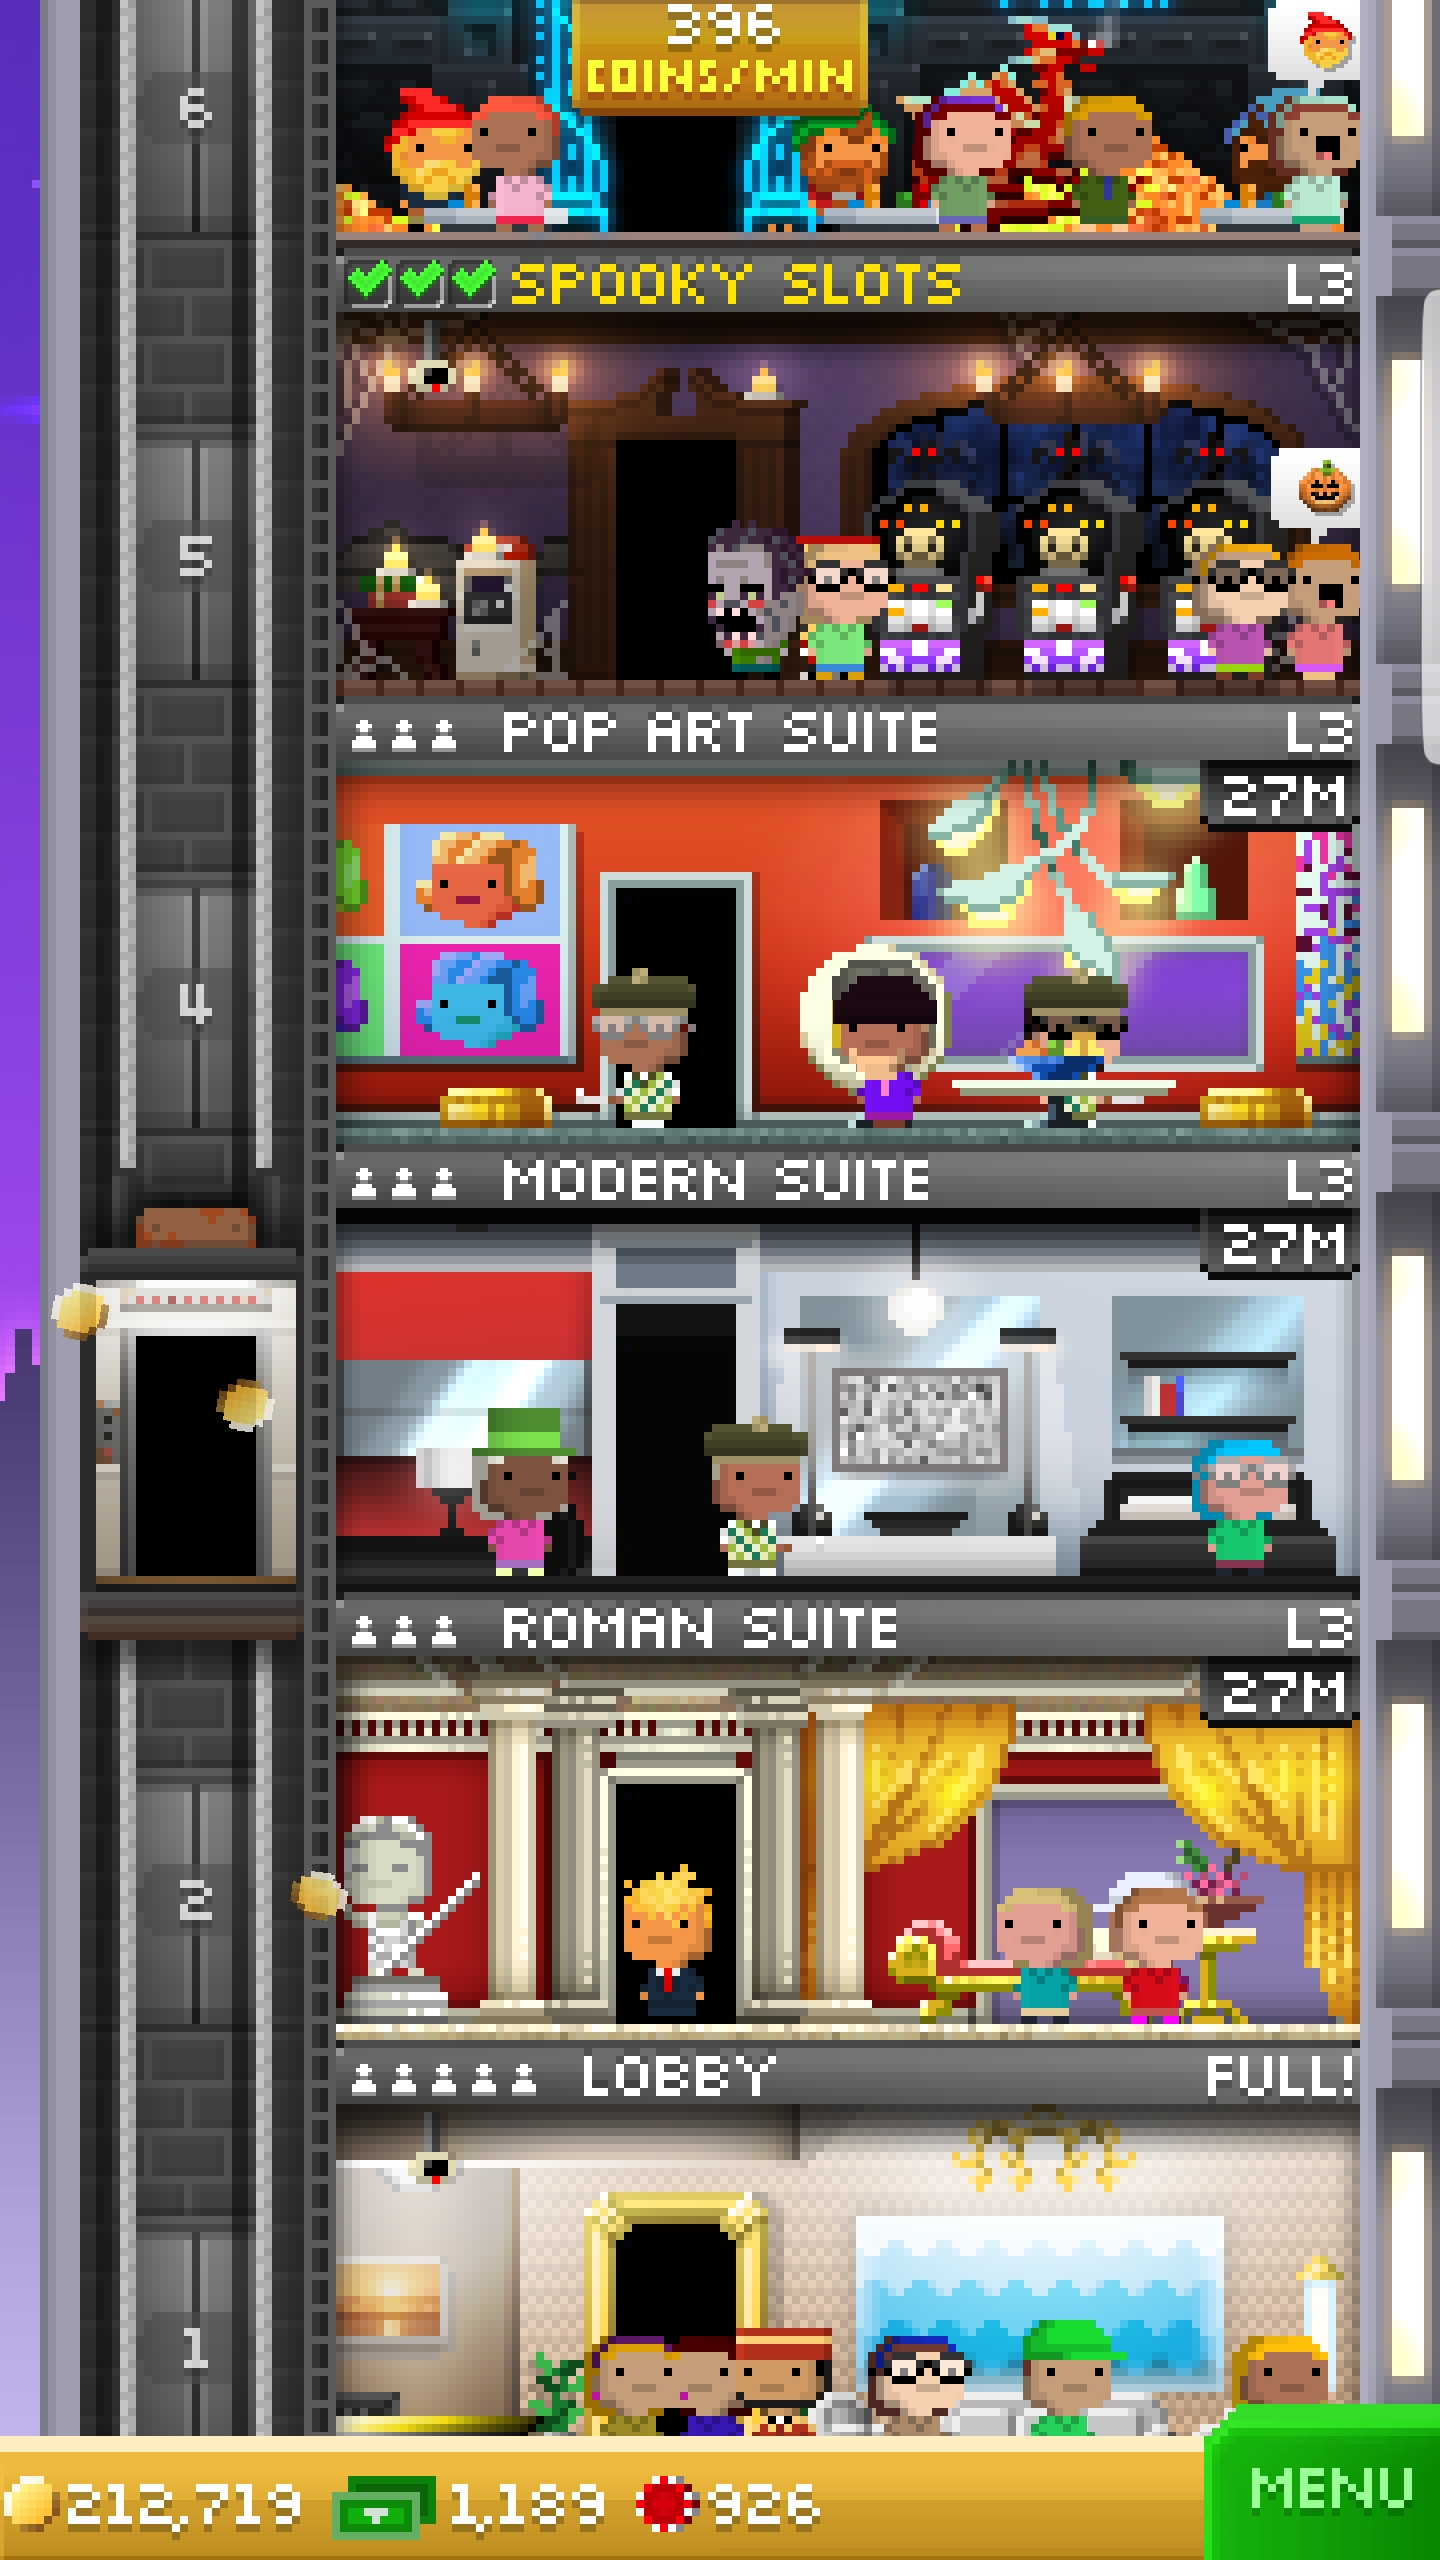 396
COINS/MIN
6
SPOOKY SLOTS L3
5
POP ART SUITE L3
27M
4
MODERN SUITE L3
27M
ROMAN SUITE L3
27M
2
LOBBY FULL!
1
212,719 1,189 926
MENU